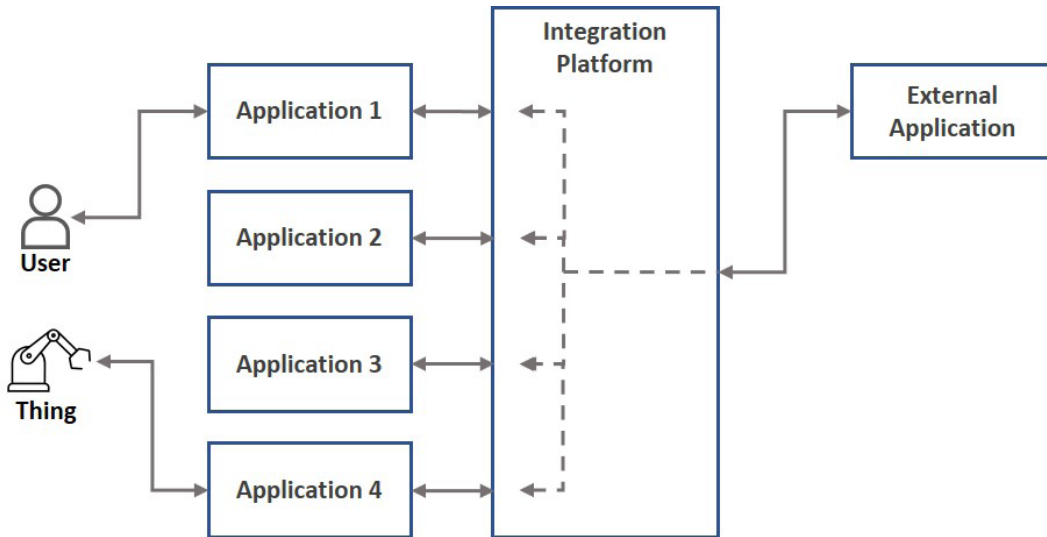 Integration
Platform
Application 1
External
Application
Application 2
User
Application 3
Thing
Application 4